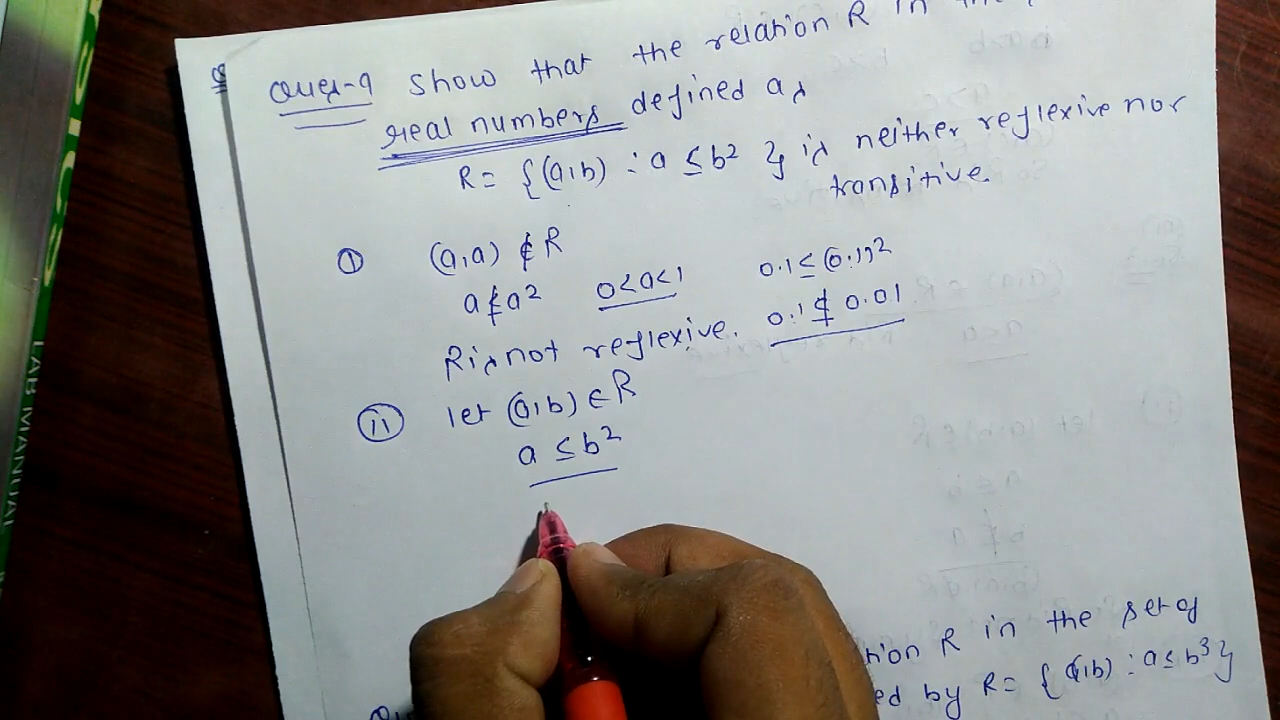 Ques-9 Show that the relation R in the
real numbers defined as
R = {(a,b) : a ≤ b² } is neither reflexive nor
transitive.
① (a,a) ∉ R
a ≰ a² 0<a<1 0.1 ≤ (0.1)²
R is not reflexive. 0.1 ≰ 0.01
ⓘⓘ let (a,b) ∈ R
a ≤ b²
R in the set of
by R = { (a,b) : a ≤ b³ }
LAB MANUAL